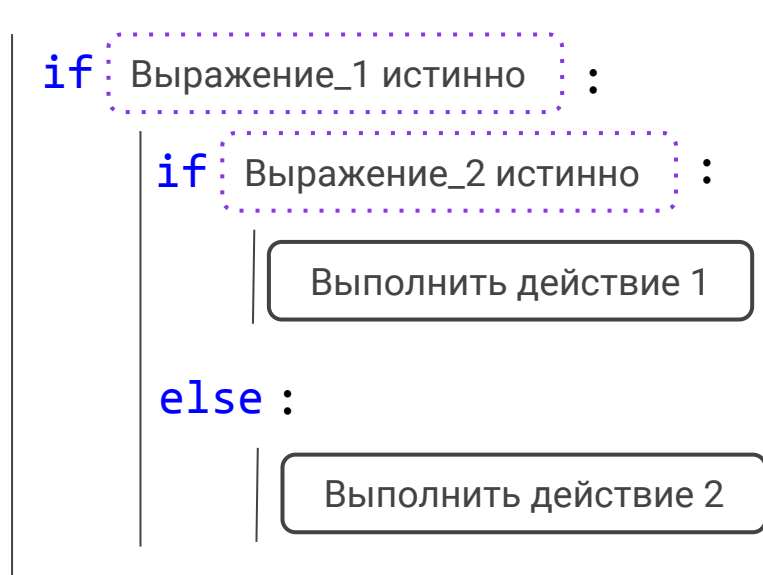 if Выражение_1 истинно :
if Выражение_2 истинно :
Выполнить действие 1
else :
Выполнить действие 2